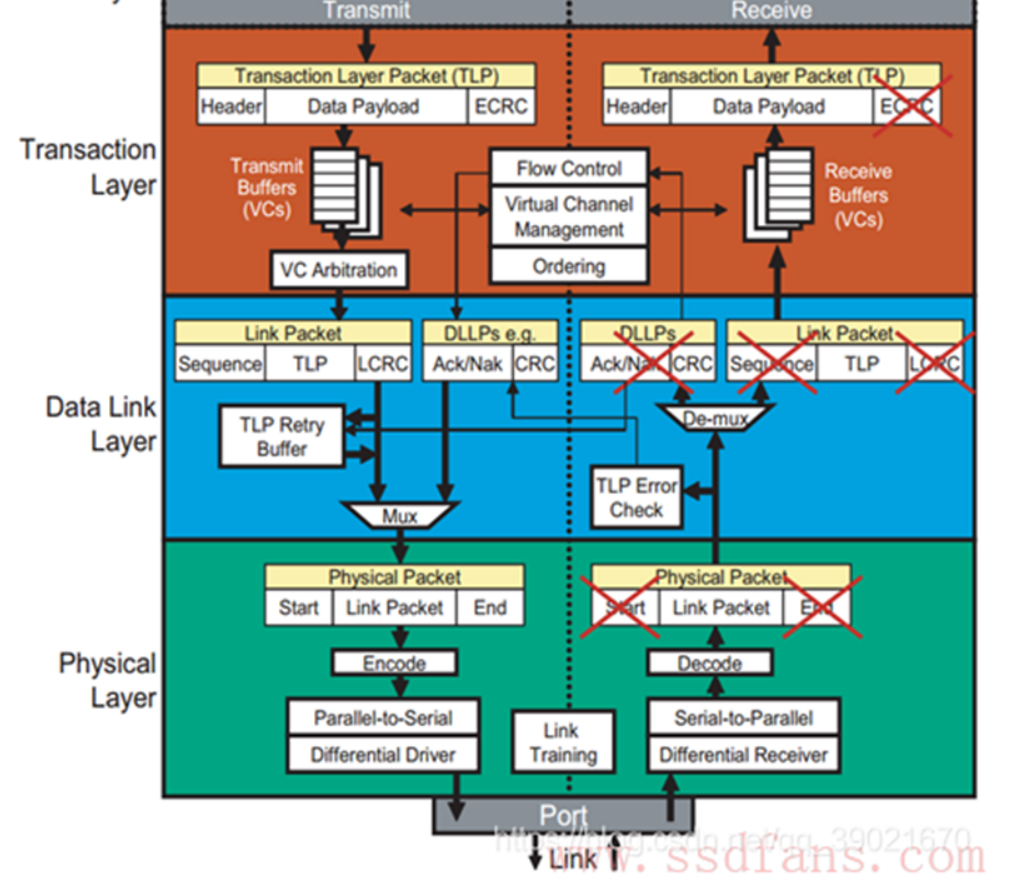 Transmit
Receive
Transaction Layer Packet (TLP)
Header
Data Payload
ECRC
Transaction Layer Packet (TLP)
Header
Data Payload
ECRC
Transaction
Layer
Transmit
Buffers
(VCs)
Flow Control
Virtual Channel
Management
Ordering
Receive
Buffers
(VCs)
VC Arbitration
Link Packet
Sequence
TLP
LCRC
DLLPs e.g.
Ack/Nak
CRC
DLLPs
Ack/Nak
CRC
Link Packet
Sequence
TLP
LCRC
Data Link
Layer
TLP Retry
Buffer
De-mux
TLP Error
Check
Mux
Physical Packet
Start
Link Packet
End
Physical Packet
Start
Link Packet
End
Physical
Layer
Encode
Decode
Parallel-to-Serial
Differential Driver
Link
Training
Serial-to-Parallel
Differential Receiver
Port
https://blog.csdn.net/qq_39021670
Link
www.ssdfans.com